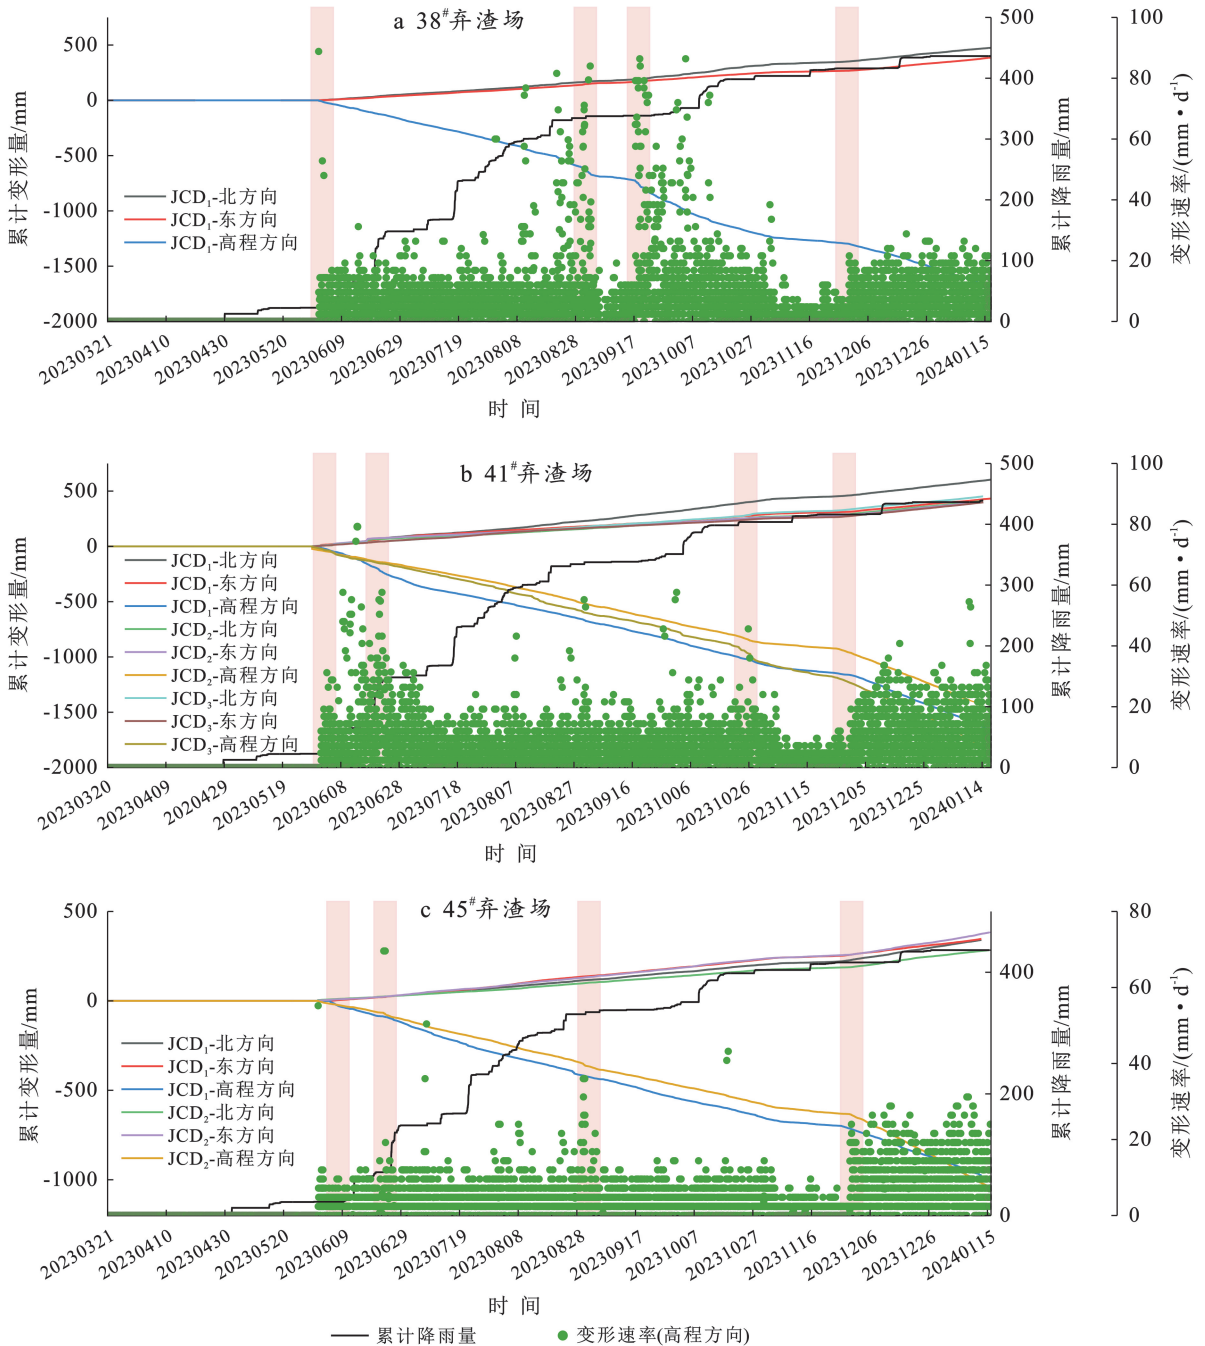 a 38#弃渣场
累计变形量/mm
500
0
-500
-1000
-1500
-2000
JCD1-北方向
JCD1-东方向
JCD1-高程方向
500
400
300
200
100
0
累计降雨量/mm
100
80
60
40
20
0
变形速率/(mm·d-1)
20230321 20230410 20230430 20230520 20230609 20230629 20230719 20230808 20230828 20230917 20231007 20231027 20231116 20231206 20231226 20240115
时 间
b 41#弃渣场
累计变形量/mm
500
0
-500
-1000
-1500
-2000
JCD1-北方向
JCD1-东方向
JCD1-高程方向
JCD2-北方向
JCD2-东方向
JCD2-高程方向
JCD3-北方向
JCD3-东方向
JCD3-高程方向
500
400
300
200
100
0
累计降雨量/mm
100
80
60
40
20
0
变形速率/(mm·d-1)
20230320 20230409 20200429 20230519 20230608 20230628 20230718 20230807 20230827 20230916 20231006 20231026 20231115 20231205 20231225 20240114
时 间
c 45#弃渣场
累计变形量/mm
500
0
-500
-1000
JCD1-北方向
JCD1-东方向
JCD1-高程方向
JCD2-北方向
JCD2-东方向
JCD2-高程方向
400
200
0
累计降雨量/mm
80
60
40
20
0
变形速率/(mm·d-1)
20230321 20230410 20230430 20230520 20230609 20230629 20230719 20230808 20230828 20230917 20231007 20231027 20231116 20231206 20231226 20240115
时 间
累计降雨量 变形速率(高程方向)